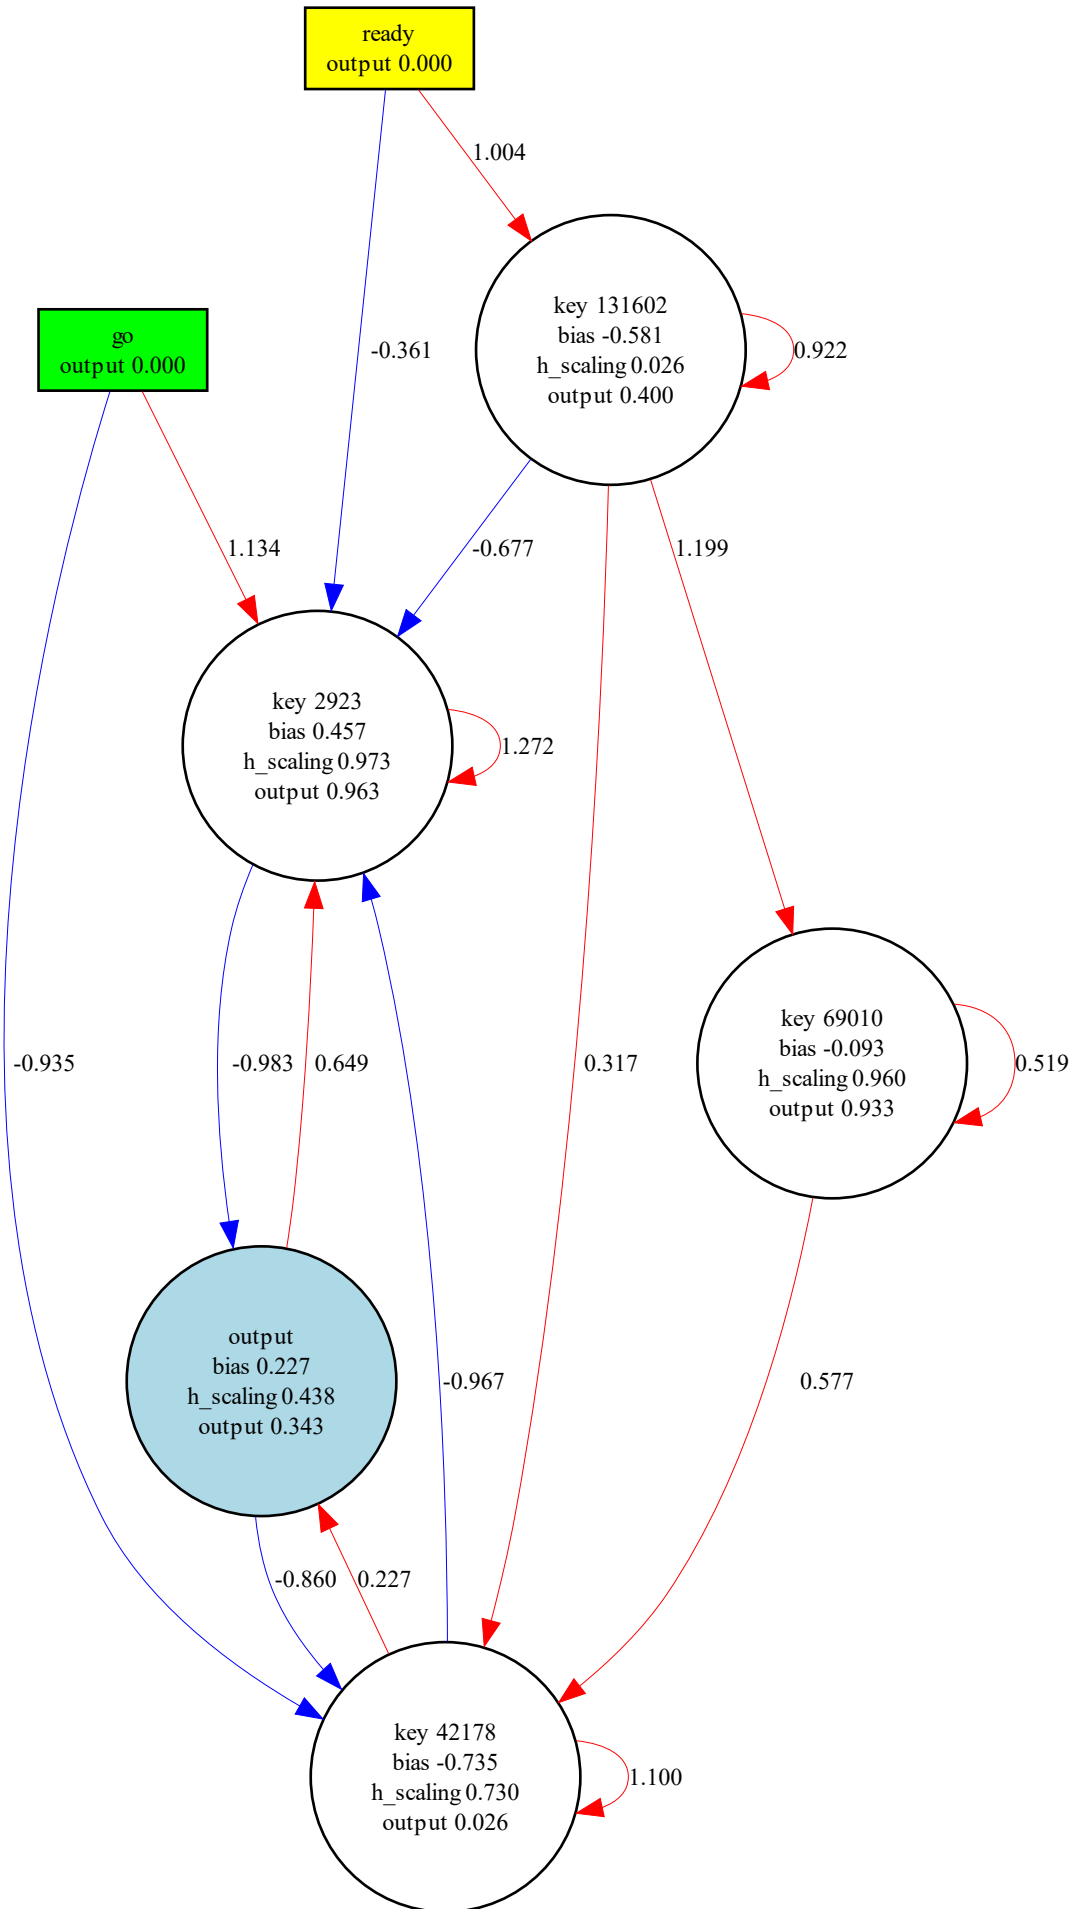 ready
output 0.000
1.004
key 131602
bias -0.581
h_scaling 0.026
output 0.400
0.922
-0.361
go
output 0.000
1.134
-0.677
1.199
key 2923
bias 0.457
h_scaling 0.973
output 0.963
1.272
key 69010
bias -0.093
h_scaling 0.960
output 0.933
0.519
-0.935
-0.983
0.649
0.317
output
bias 0.227
h_scaling 0.438
output 0.343
-0.967
0.577
-0.860
0.227
key 42178
bias -0.735
h_scaling 0.730
output 0.026
1.100